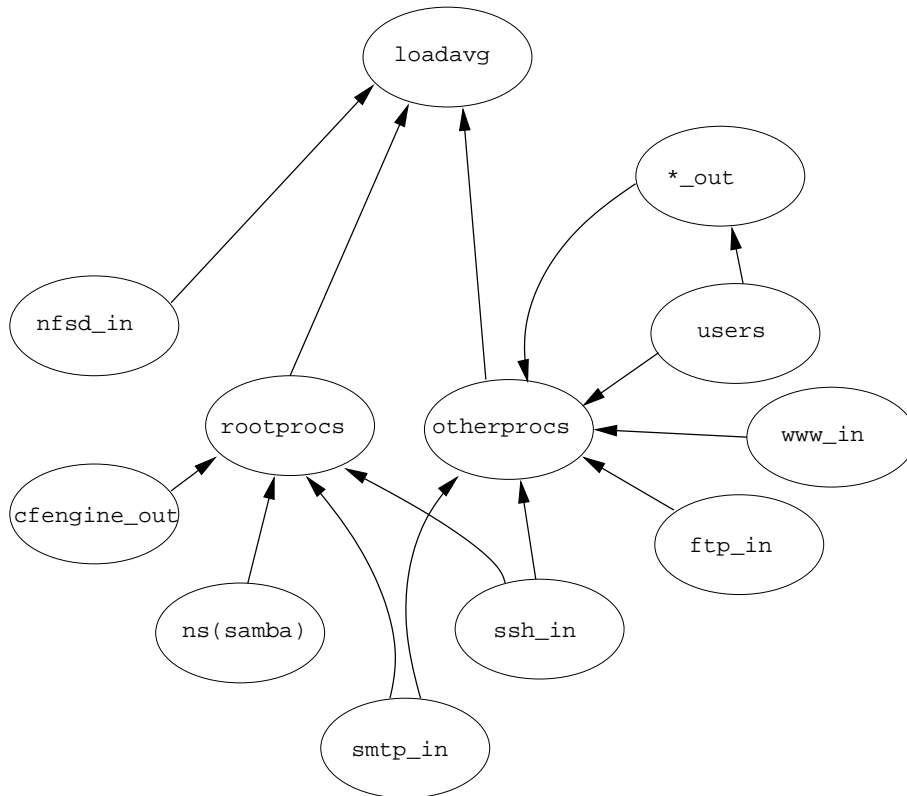 loadavg
*_out
nfsd_in
users
rootprocs
otherprocs
www_in
cfengine_out
ftp_in
ns(samba)
ssh_in
smtp_in